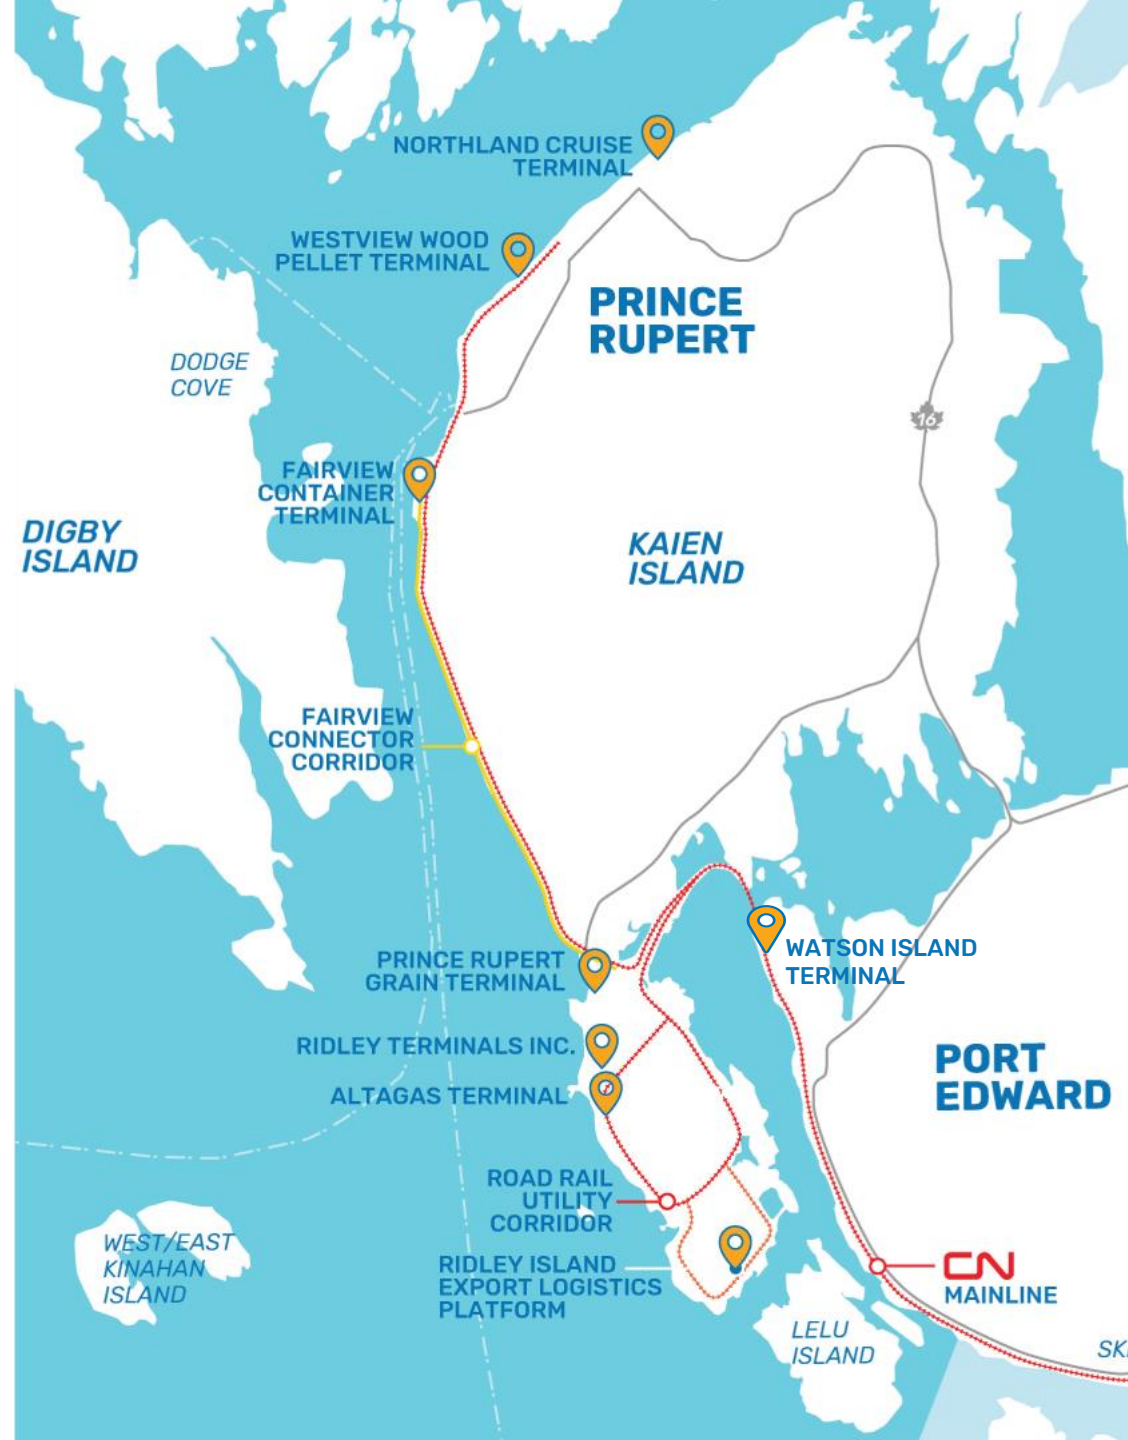 NORTHLAND CRUISE
TERMINAL
WESTVIEW WOOD
PELLET TERMINAL
PRINCE
RUPERT
DODGE
COVE
16
FAIRVIEW
CONTAINER
TERMINAL
DIGBY
ISLAND
KAIEN
ISLAND
FAIRVIEW
CONNECTOR
CORRIDOR
WATSON ISLAND
TERMINAL
PRINCE RUPERT
GRAIN TERMINAL
RIDLEY TERMINALS INC.
ALTAGAS TERMINAL
PORT
EDWARD
ROAD RAIL
UTILITY
CORRIDOR
WEST/EAST
KINAHAN
ISLAND
RIDLEY ISLAND
EXPORT LOGISTICS
PLATFORM
CN
MAINLINE
LELU
ISLAND